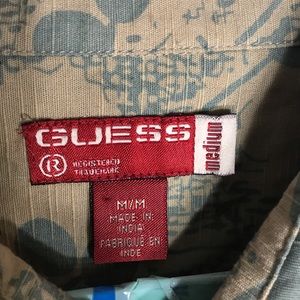 GUESS
®
REGISTERED
TRADEMARK
medium
M/M
MADE IN:
INDIA
FABRIQUE EN:
INDE